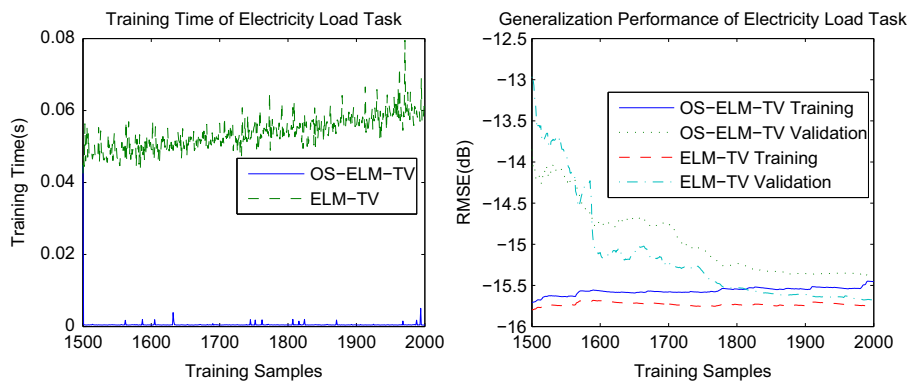 Training Time of Electricity Load Task
Training Time(s)
0.08
0.06
0.04
0.02
0
1500 1600 1700 1800 1900 2000
Training Samples
OS-ELM-TV
ELM-TV
Generalization Performance of Electricity Load Task
RMSE(dB)
-12.5
-13
-13.5
-14
-14.5
-15
-15.5
-16
1500 1600 1700 1800 1900 2000
Training Samples
OS-ELM-TV Training
OS-ELM-TV Validation
ELM-TV Training
ELM-TV Validation